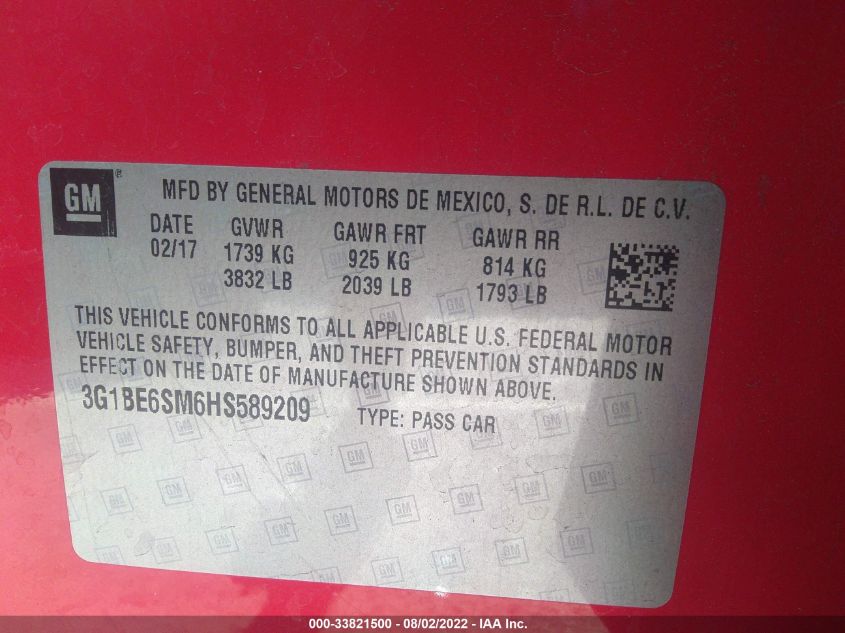 GM® MFD BY GENERAL MOTORS DE MEXICO, S. DE R.L. DE C.V.
DATE GVWR GAWR FRT GAWR RR
02/17 1739 KG 925 KG 814 KG
3832 LB 2039 LB 1793 LB
THIS VEHICLE CONFORMS TO ALL APPLICABLE U.S. FEDERAL MOTOR
VEHICLE SAFETY, BUMPER, AND THEFT PREVENTION STANDARDS IN
EFFECT ON THE DATE OF MANUFACTURE SHOWN ABOVE.
3G1BE6SM6HS589209 TYPE: PASS CAR
000-33821500 - 08/02/2022 - IAA Inc.